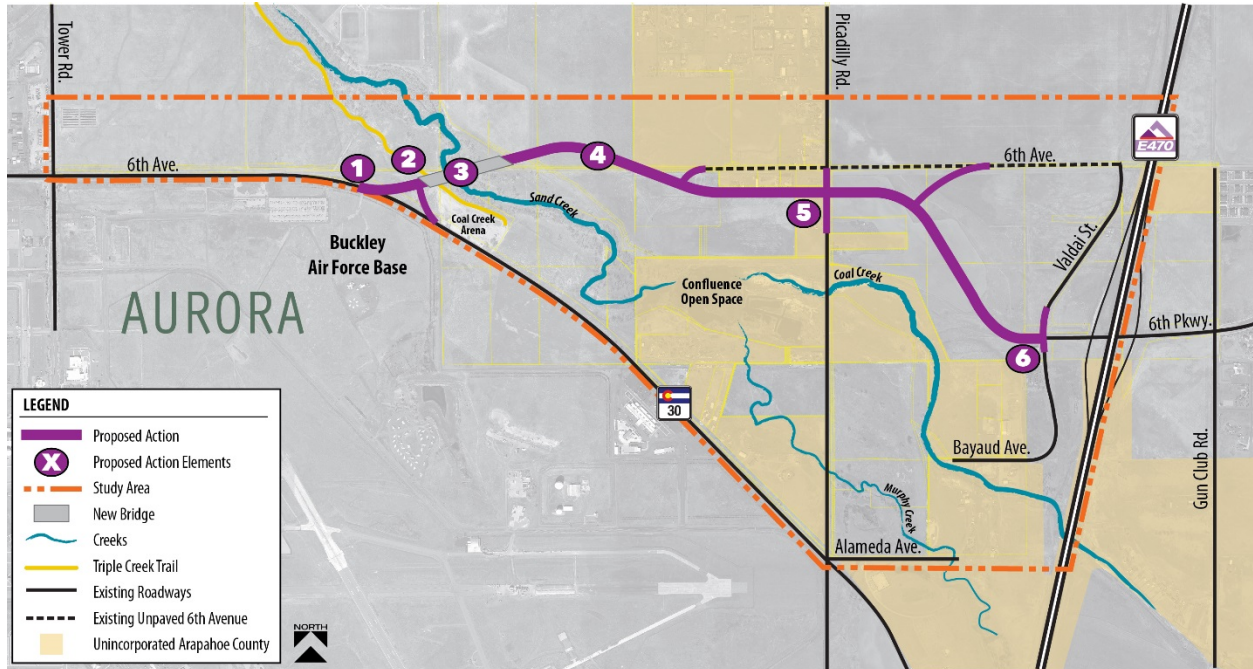 Tower Rd.
Picadilly Rd.
E470
6th Ave.
1
2
3
4
6th Ave.
Sand Creek
5
Coal Creek
Arena
Valdai St.
Buckley
Air Force Base
AURORA
Confluence
Open Space
Coal Creek
6th Pkwy.
6
30
Bayaud Ave.
Gun Club Rd.
Murphy Creek
Alameda Ave.
LEGEND
Proposed Action
X
Proposed Action Elements
Study Area
New Bridge
Creeks
Triple Creek Trail
Existing Roadways
Existing Unpaved 6th Avenue
Unincorporated Arapahoe County
NORTH